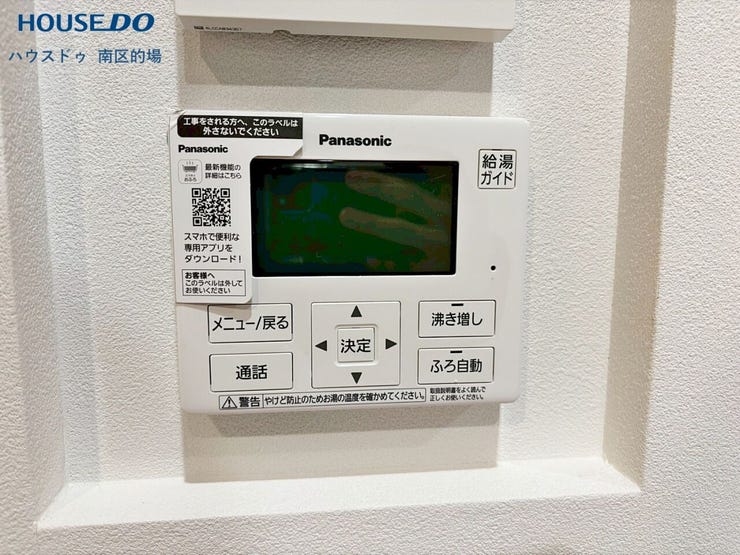 HOUSEDO
ハウスドゥ 南区的場
工事をされる方へ、このラベルは
外さないでください
Panasonic
Panasonic
最新機能の
詳細はこちら
おふろ
スマホで便利な
専用アプリを
ダウンロード!
お客様へ
このラベルは外して
お使いください
給湯
ガイド
メニュー/戻る
通話
決定
沸き増し
ふろ自動
警告 やけど防止のためお湯の温度を確かめてください。
取扱説明書をよく読んで
正しくお使いください。